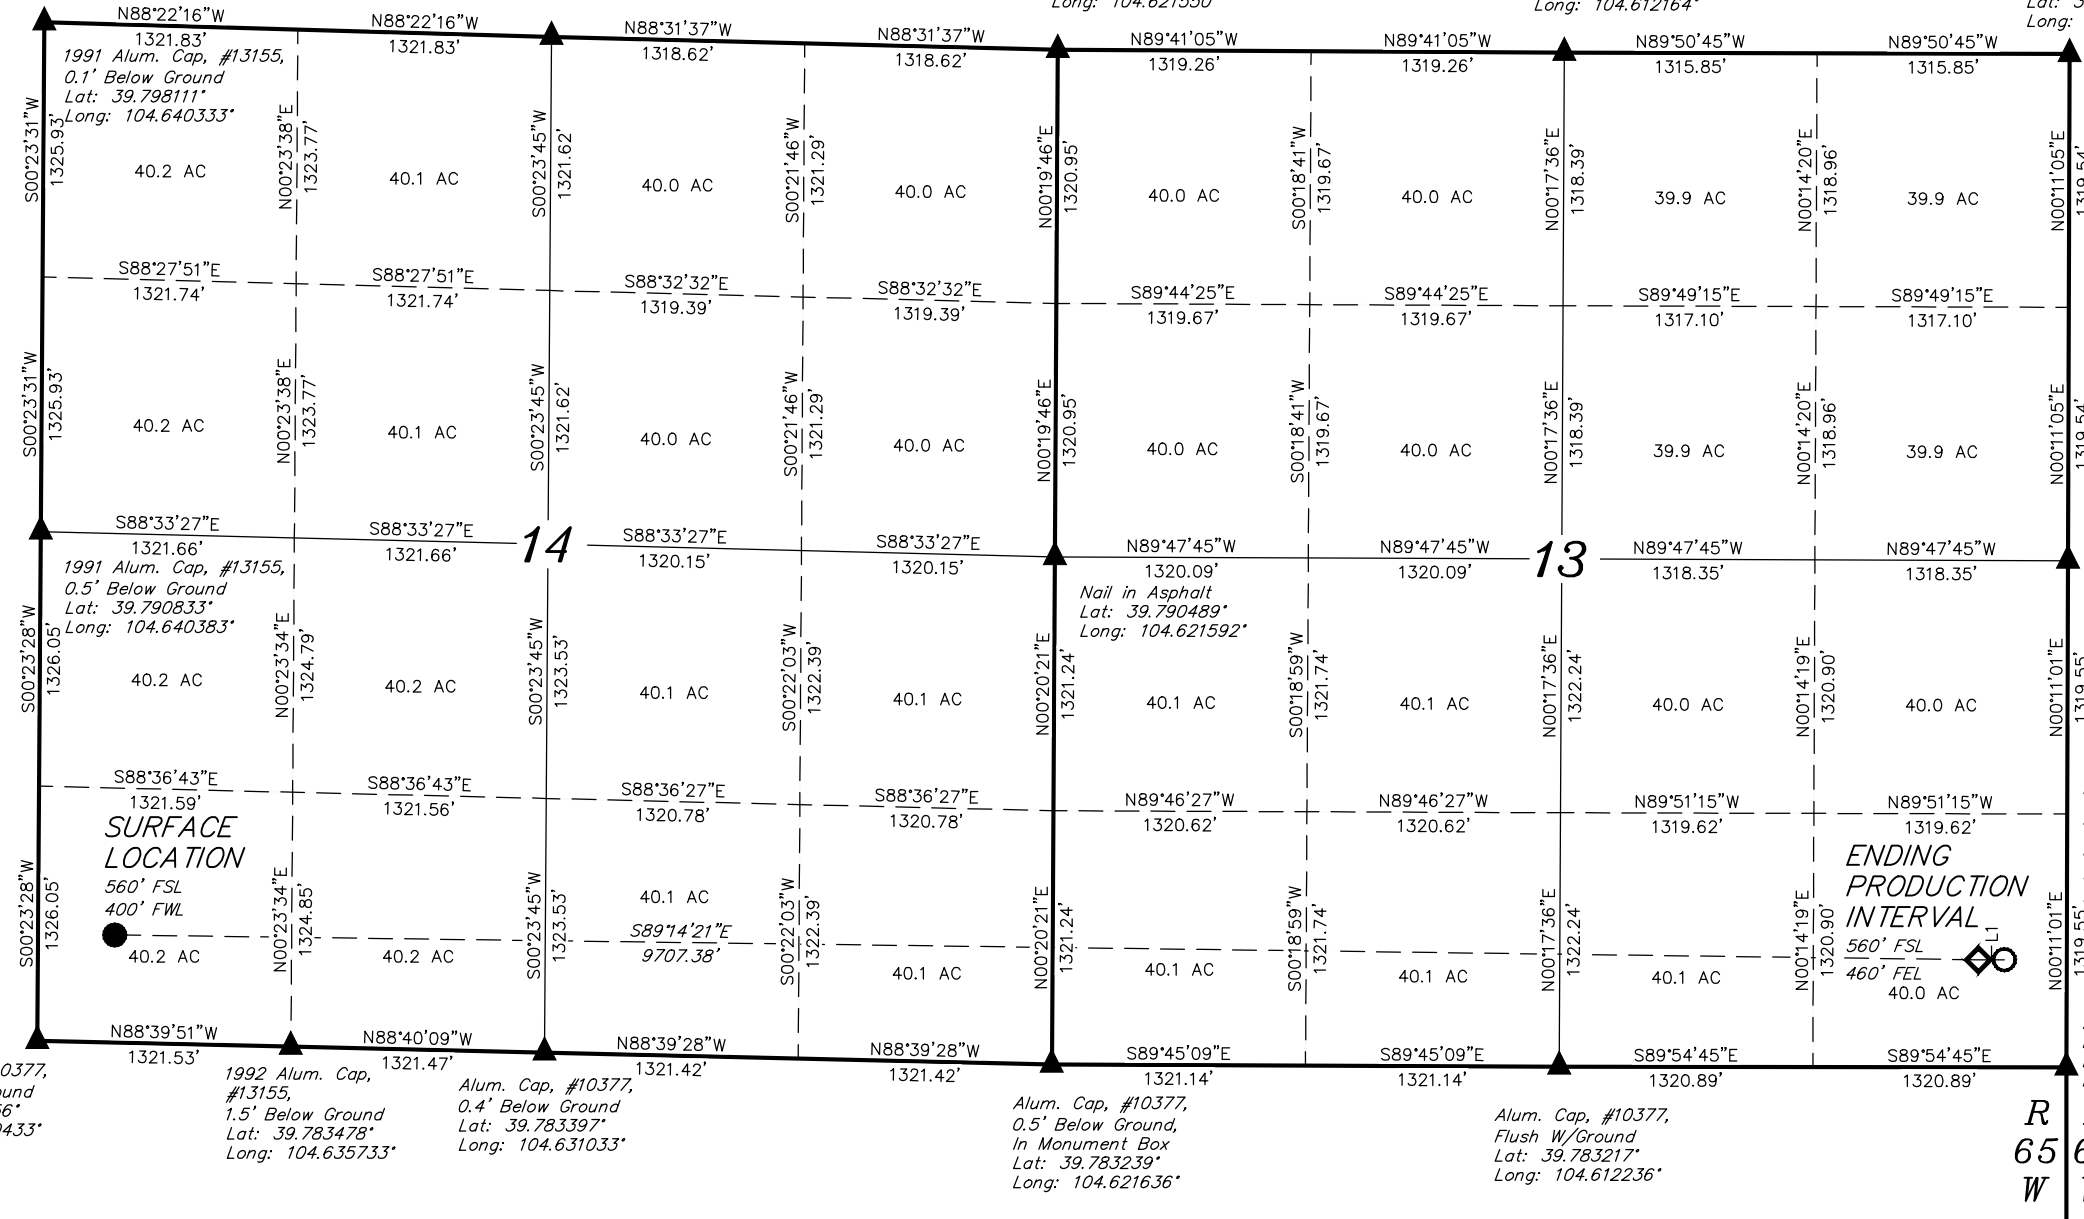 Long: 104.621550°
Long: 104.612164°
Long:
N88°22'16"W
N88°22'16"W
N88°31'37"W
N88°31'37"W
N89°41'05"W
N89°41'05"W
N89°50'45"W
N89°50'45"W
1321.83'
1321.83'
1318.62'
1318.62'
1319.26'
1319.26'
1315.85'
1315.85'
1991 Alum. Cap, #13155,
0.1' Below Ground
Lat: 39.798111°
Long: 104.640333°
S00°23'31"W
1325.93'
N00°23'38"E
1323.77'
S00°23'45"W
1321.62'
S00°21'46"W
1321.29'
N00°19'46"E
1320.95'
S00°18'41"W
1319.67'
N00°17'36"E
1318.39'
N00°14'20"E
1318.96'
N00°11'05"E
1319.54'
40.2 AC
40.1 AC
40.0 AC
40.0 AC
40.0 AC
40.0 AC
39.9 AC
39.9 AC
S88°27'51"E
S88°27'51"E
S88°32'32"E
S88°32'32"E
S89°44'25"E
S89°44'25"E
S89°49'15"E
S89°49'15"E
1321.74'
1321.74'
1319.39'
1319.39'
1319.67'
1319.67'
1317.10'
1317.10'
S00°23'31"W
1325.93'
N00°23'38"E
1323.77'
S00°23'45"W
1321.62'
S00°21'46"W
1321.29'
N00°19'46"E
1320.95'
S00°18'41"W
1319.67'
N00°17'36"E
1318.39'
N00°14'20"E
1318.96'
N00°11'05"E
1319.54'
40.2 AC
40.1 AC
40.0 AC
40.0 AC
40.0 AC
40.0 AC
39.9 AC
39.9 AC
S88°33'27"E
S88°33'27"E
14
S88°33'27"E
S88°33'27"E
N89°47'45"W
N89°47'45"W
13
N89°47'45"W
N89°47'45"W
1321.66'
1321.66'
1320.15'
1320.15'
1320.09'
1320.09'
1318.35'
1318.35'
1991 Alum. Cap, #13155,
0.5' Below Ground
Lat: 39.790833°
Long: 104.640383°
Nail in Asphalt
Lat: 39.790489°
Long: 104.621592°
S00°23'28"W
1326.05'
N00°23'34"E
1324.79'
S00°23'45"W
1323.53'
S00°22'03"W
1322.39'
N00°20'21"E
1321.24'
S00°18'59"W
1321.74'
N00°17'36"E
1322.24'
N00°14'19"E
1320.90'
N00°11'01"E
1319.55'
40.2 AC
40.2 AC
40.1 AC
40.1 AC
40.1 AC
40.1 AC
40.0 AC
40.0 AC
S88°36'43"E
S88°36'43"E
S88°36'27"E
S88°36'27"E
N89°46'27"W
N89°46'27"W
N89°51'15"W
N89°51'15"W
1321.59'
1321.56'
1320.78'
1320.78'
1320.62'
1320.62'
1319.62'
1319.62'
SURFACE
LOCATION
560' FSL
400' FWL
ENDING
PRODUCTION
INTERVAL
560' FSL
460' FEL
L1
S00°23'28"W
1326.05'
N00°23'34"E
1324.85'
S00°23'45"W
1323.53'
S00°22'03"W
1322.39'
N00°20'21"E
1321.24'
S00°18'59"W
1321.74'
N00°17'36"E
1322.24'
N00°14'19"E
1320.90'
N00°11'01"E
1319.55'
S89°14'21"E
9707.38'
40.2 AC
40.2 AC
40.1 AC
40.1 AC
40.1 AC
40.1 AC
40.1 AC
40.0 AC
N88°39'51"W
N88°40'09"W
N88°39'28"W
N88°39'28"W
S89°45'09"E
S89°45'09"E
S89°54'45"E
S89°54'45"E
1321.53'
1321.47'
1321.42'
1321.42'
1321.14'
1321.14'
1320.89'
1320.89'
1992 Alum. Cap,
#13155,
1.5' Below Ground
Lat: 39.783478°
Long: 104.635733°
Alum. Cap, #10377,
0.4' Below Ground
Lat: 39.783397°
Long: 104.631033°
Alum. Cap, #10377,
0.5' Below Ground,
In Monument Box
Lat: 39.783239°
Long: 104.621636°
Alum. Cap, #10377,
Flush W/Ground
Lat: 39.783217°
Long: 104.612236°
R
65
W